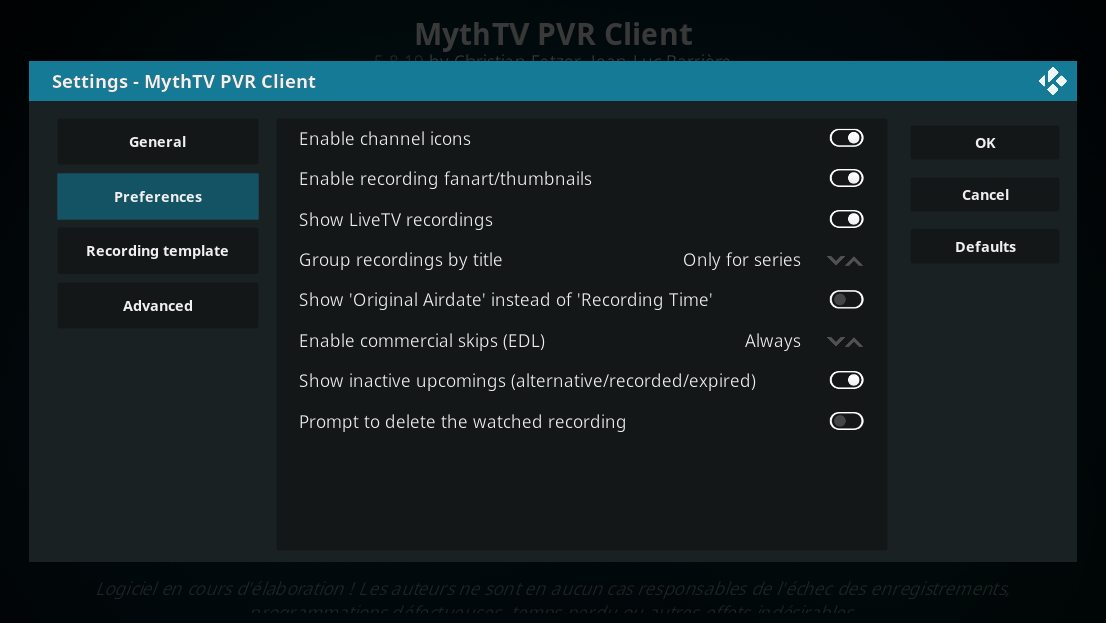 MythTV PVR Client
5.8.10 by Christian Fetzer, Jean-Luc Barrière
Settings - MythTV PVR Client
General
Preferences
Recording template
Advanced
Enable channel icons
Enable recording fanart/thumbnails
Show LiveTV recordings
Group recordings by title Only for series
Show 'Original Airdate' instead of 'Recording Time'
Enable commercial skips (EDL) Always
Show inactive upcomings (alternative/recorded/expired)
Prompt to delete the watched recording
OK
Cancel
Defaults
Logiciel en cours d'élaboration ! Les auteurs ne sont en aucun cas responsables de l'échec des enregistrements,
programmations défectueuses, temps perdu ou autres effets indésirables.